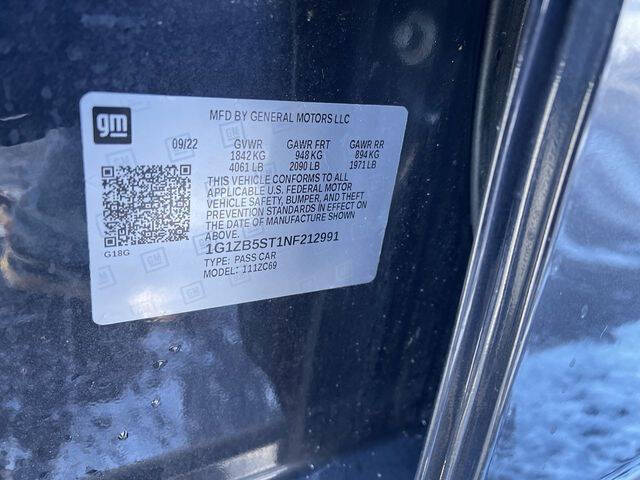 gm
MFD BY GENERAL MOTORS LLC
09/22 GVWR GAWR FRT GAWR RR
1842 KG 948 KG 894 KG
4061 LB 2090 LB 1971 LB
THIS VEHICLE CONFORMS TO ALL
APPLICABLE U.S. FEDERAL MOTOR
VEHICLE SAFETY, BUMPER, AND THEFT
PREVENTION STANDARDS IN EFFECT ON
THE DATE OF MANUFACTURE SHOWN
ABOVE.
G18G
1G1ZB5ST1NF212991
TYPE: PASS CAR
MODEL: 111ZC69